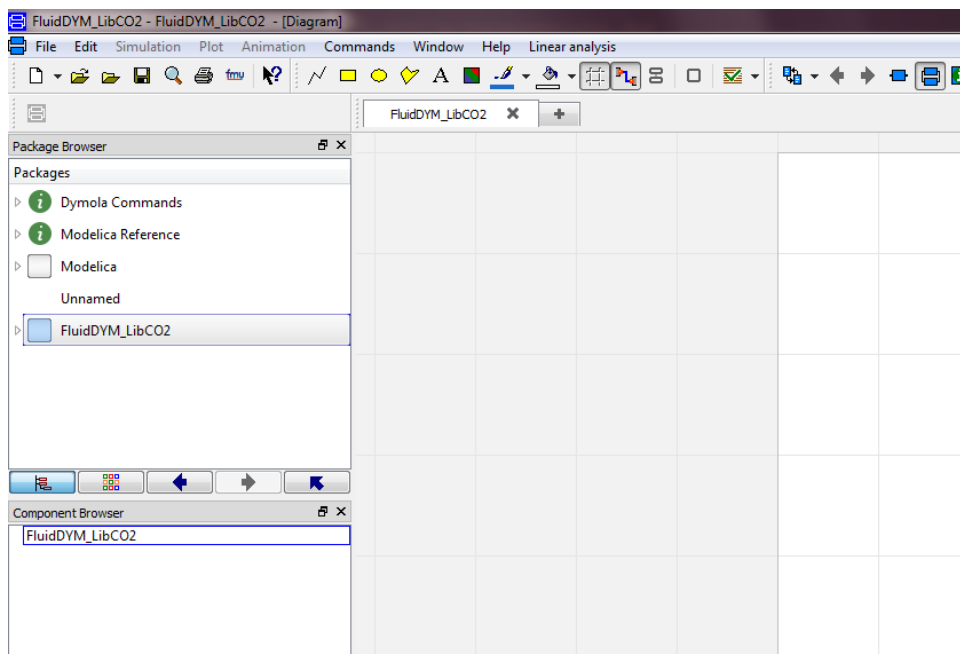 FluidDYM_LibCO2 - FluidDYM_LibCO2 - [Diagram]
File Edit Simulation Plot Animation Commands Window Help Linear analysis
fmu A
FluidDYM_LibCO2
Package Browser
Packages
Dymola Commands
Modelica Reference
Modelica
Unnamed
FluidDYM_LibCO2
Component Browser
FluidDYM_LibCO2